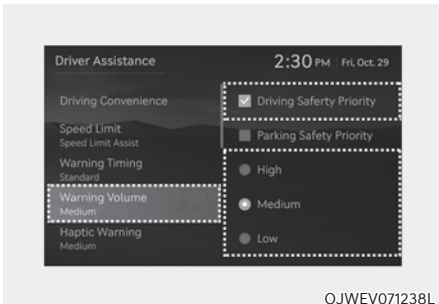 Driver Assistance
2:30 PM Fri, Oct. 29
Driving Convenience
Speed Limit
Speed Limit Assist
Warning Timing
Standard
Warning Volume
Medium
Haptic Warning
Medium
Driving Saferty Priority
Parking Safety Priority
High
Medium
Low
OJWEV071238L